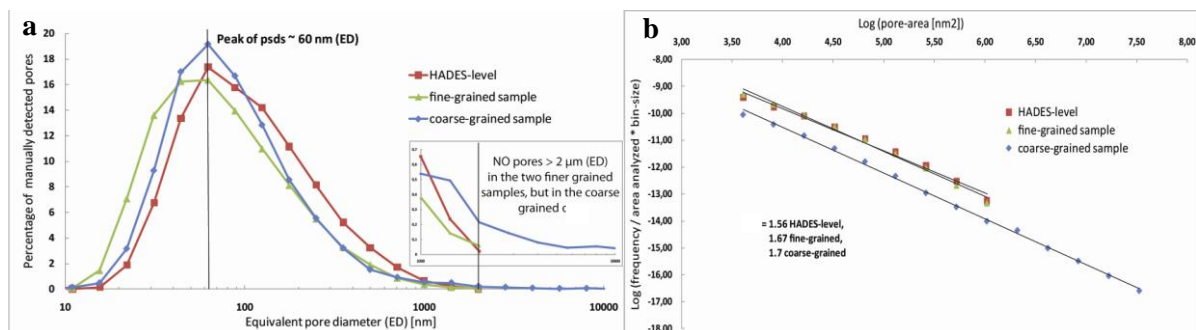 a
Peak of psds ~ 60 nm (ED)
20
18
16
14
12
10
8
6
4
2
0
Percentage of manually detected pores
HADES-level
fine-grained sample
coarse-grained sample
NO pores > 2 µm (ED)
in the two finer grained
samples, but in the coarse
grained
10
100
1000
10000
Equivalent pore diameter (ED) [nm]
b
Log (pore-area [nm2])
3,00 3,50 4,00 4,50 5,00 5,50 6,00 6,50 7,00 7,50 8,00
-8,00
-9,00
-10,00
-11,00
-12,00
-13,00
-14,00
-15,00
-16,00
-17,00
-18,00
Log (frequency / area analyzed * bin-size)
HADES-level
fine-grained sample
coarse-grained sample
= 1.56 HADES-level,
1.67 fine-grained,
1.7 coarse-grained